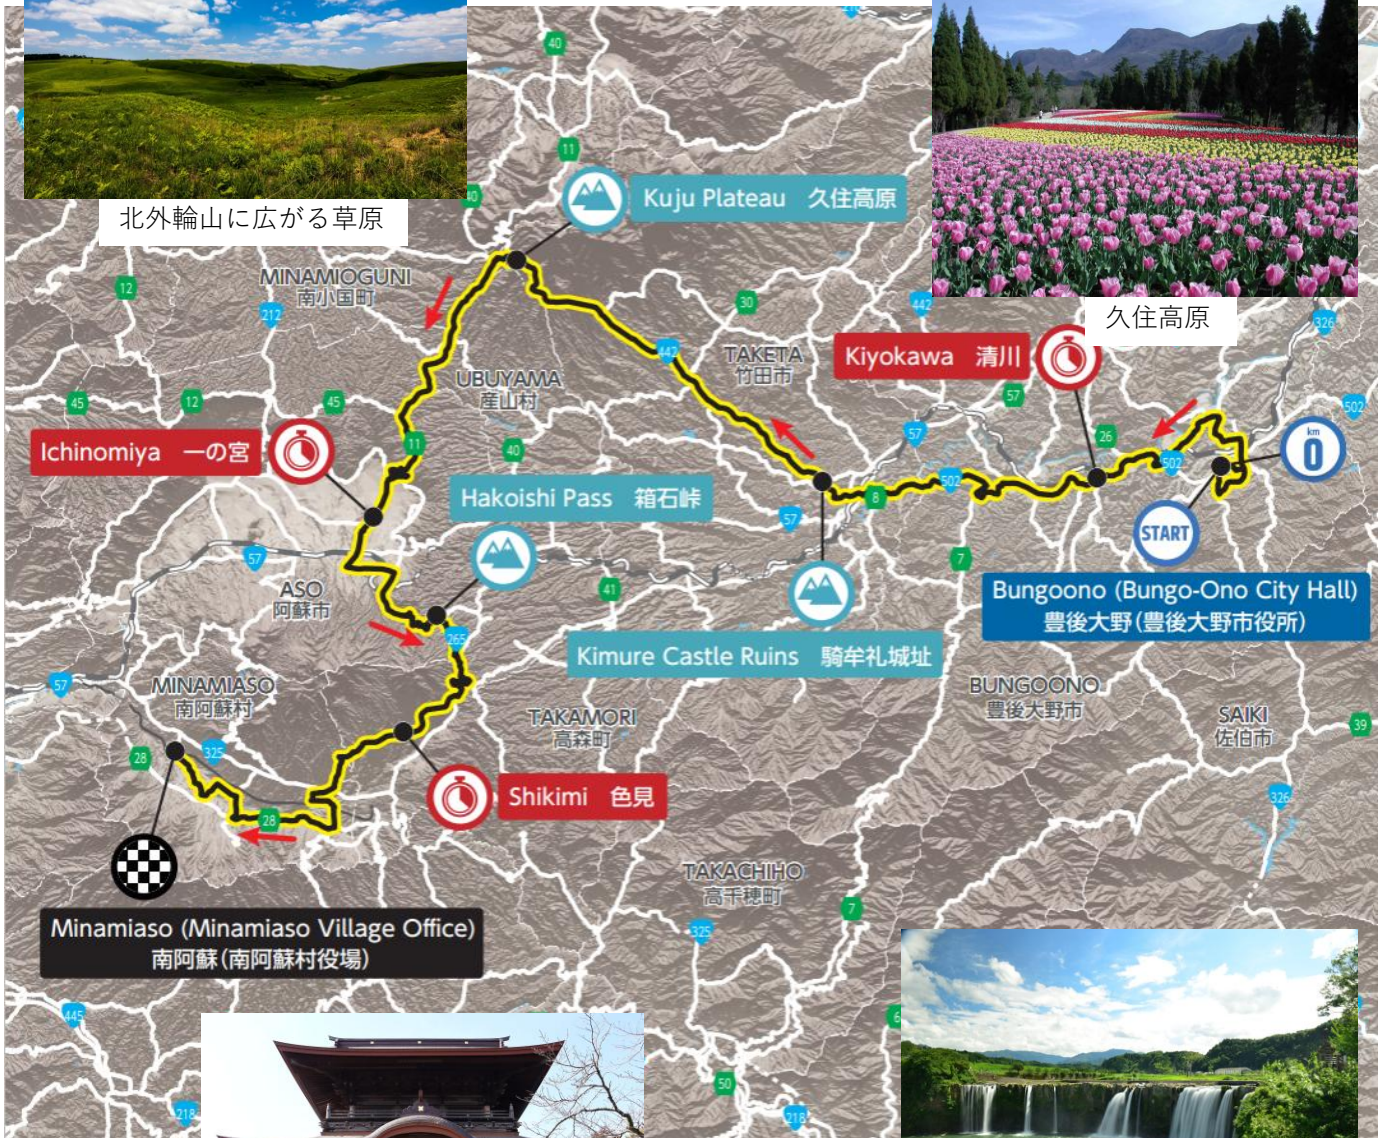 40
11
40
Kuju Plateau 久住高原
北外輪山に広がる草原
MINAMIOGUNI
南小国町
12
12
212
30
442
久住高原
326
Kiyokawa 清川
442
TAKETA
竹田市
UBUYAMA
産山村
57
45
12
45
502
57
26
km
0
Ichinomiya 一の宮
11
40
502
502
8
Hakoishi Pass 箱石峠
57
START
57
7
ASO
阿蘇市
41
Bungoono (Bungo-Ono City Hall)
豊後大野(豊後大野市役所)
265
Kimure Castle Ruins 騎牟礼城址
57
MINAMIASO
南阿蘇村
BUNGOONO
豊後大野市
TAKAMORI
高森町
SAIKI
佐伯市
39
28
325
Shikimi 色見
326
28
TAKACHIHO
高千穂町
7
Minamiaso (Minamiaso Village Office)
南阿蘇(南阿蘇村役場)
325
445
6
50
218
218